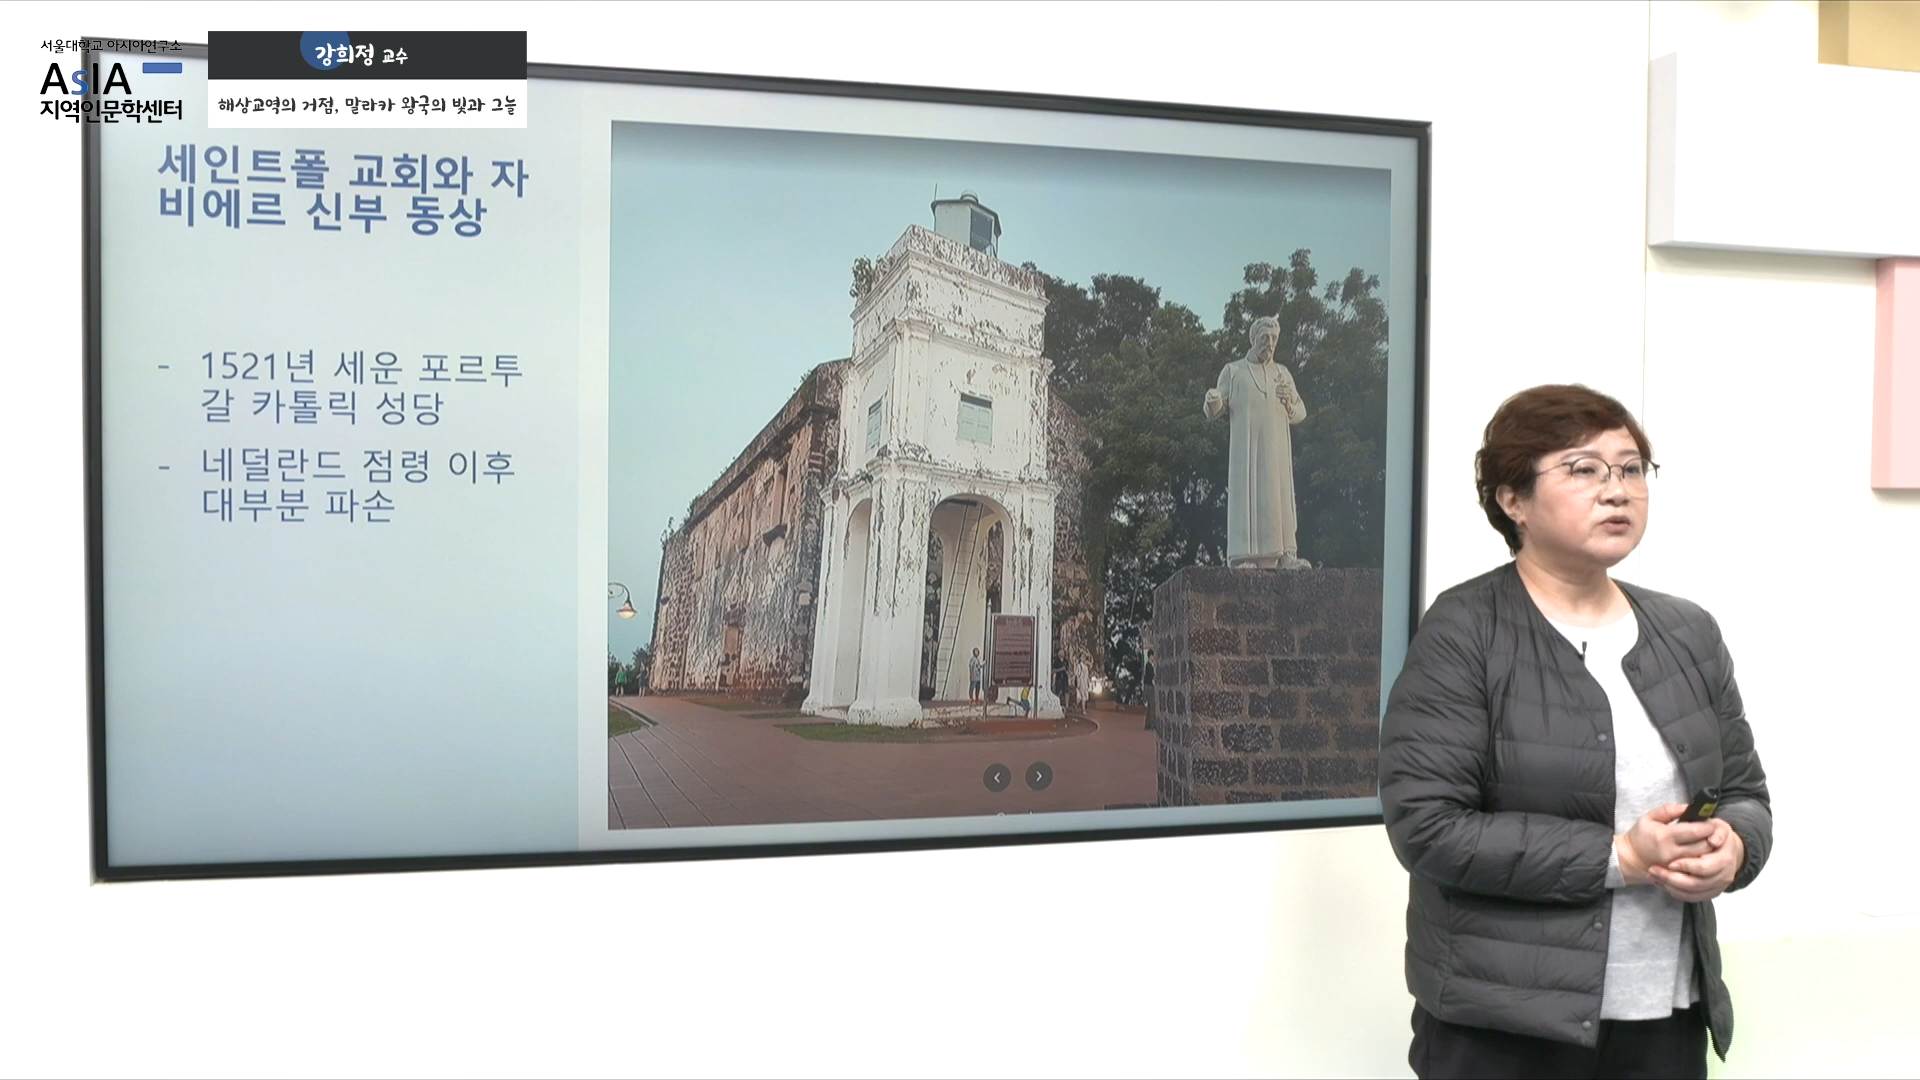 서울대학교 아시아연구소
AsIA
지역인문학센터
강희정 교수
해상교역의 거점, 말라카 왕국의 빛과 그늘
세인트폴 교회와 자
비에르 신부 동상
- 1521년 세운 포르투
갈 카톨릭 성당
- 네덜란드 점령 이후
대부분 파손